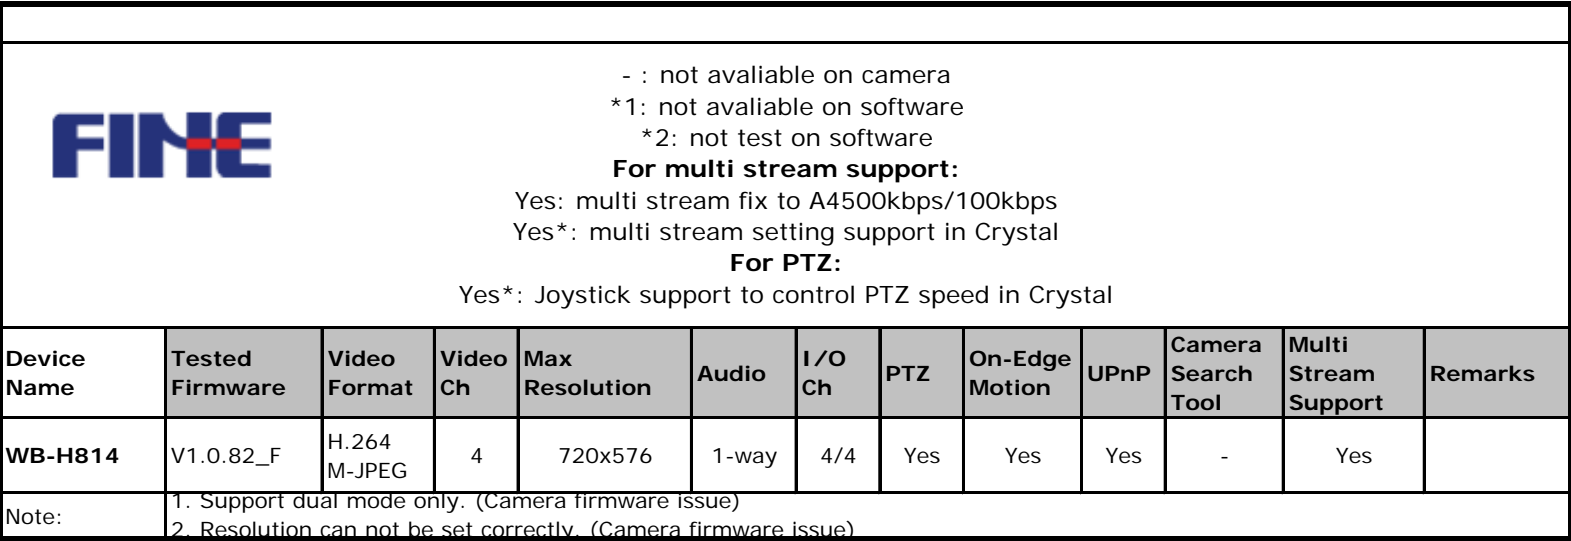 FINE
- : not avaliable on camera
*1: not avaliable on software
*2: not test on software
For multi stream support:
Yes: multi stream fix to A4500kbps/100kbps
Yes*: multi stream setting support in Crystal
For PTZ:
Yes*: Joystick support to control PTZ speed in Crystal
Device Name Tested Firmware Video Format Video Ch Max Resolution Audio I/O Ch PTZ On-Edge Motion UPnP Camera Search Tool Multi Stream Support Remarks
WB-H814 V1.0.82_F H.264 M-JPEG 4 720x576 1-way 4/4 Yes Yes Yes - Yes
Note:
1. Support dual mode only. (Camera firmware issue)
2. Resolution can not be set correctly. (Camera firmware issue)